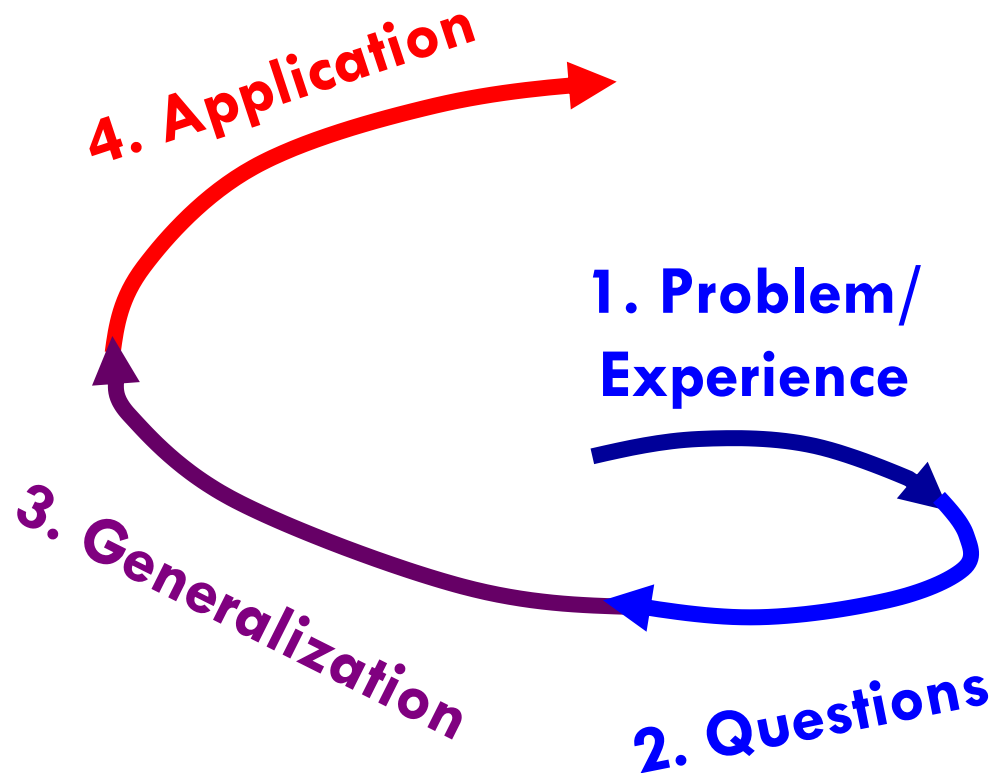 1. Problem/
Experience
2. Questions
3. Generalization
4. Application